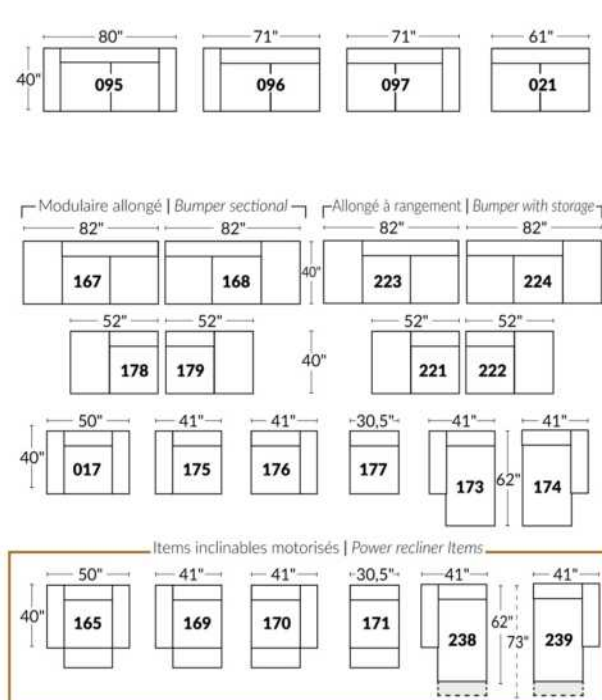 80" 71" 71" 61"
40" 095 096 097 021
Modulaire allongé | Bumper sectional Allongé à rangement | Bumper with storage
82" 82" 82" 82"
167 168 40" 223 224
52" 52" 52" 52"
178 179 40" 221 222
50" 41" 41" 30,5" 41" 41"
40" 017 175 176 177 173 62" 174
Items inclinables motorisés | Power recliner Items
50" 41" 41" 30,5" 41" 41"
40" 165 169 170 171 238 62" 73" 239